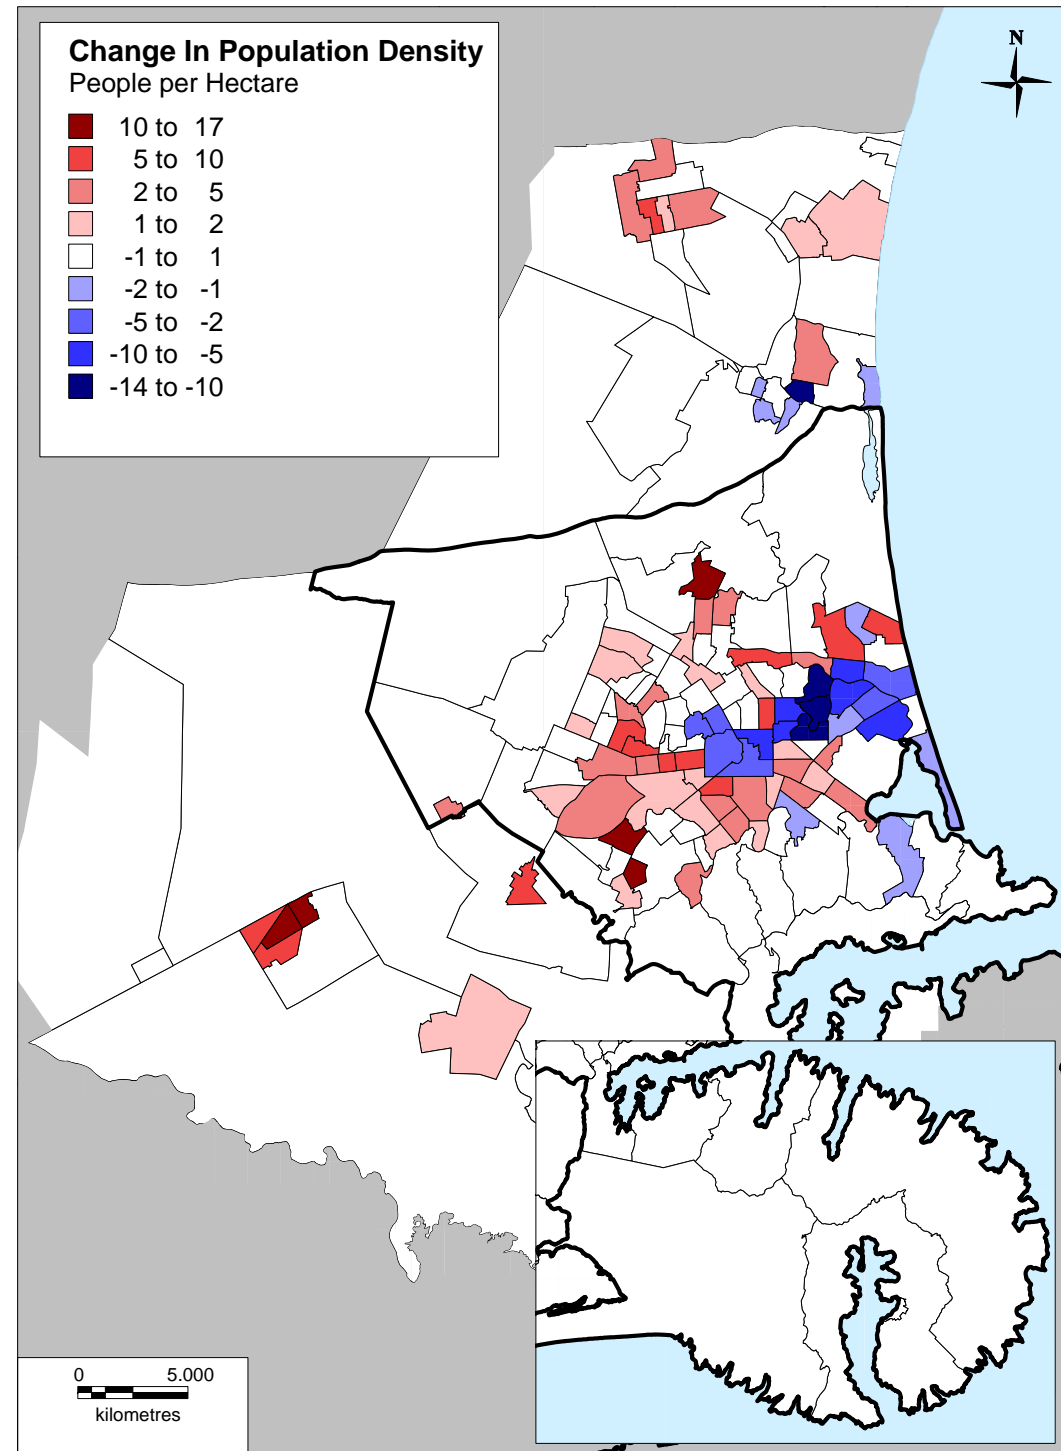 Change In Population Density
People per Hectare
10 to 17
5 to 10
2 to 5
1 to 2
-1 to 1
-2 to -1
-5 to -2
-10 to -5
-14 to -10
N
0 5.000
kilometres